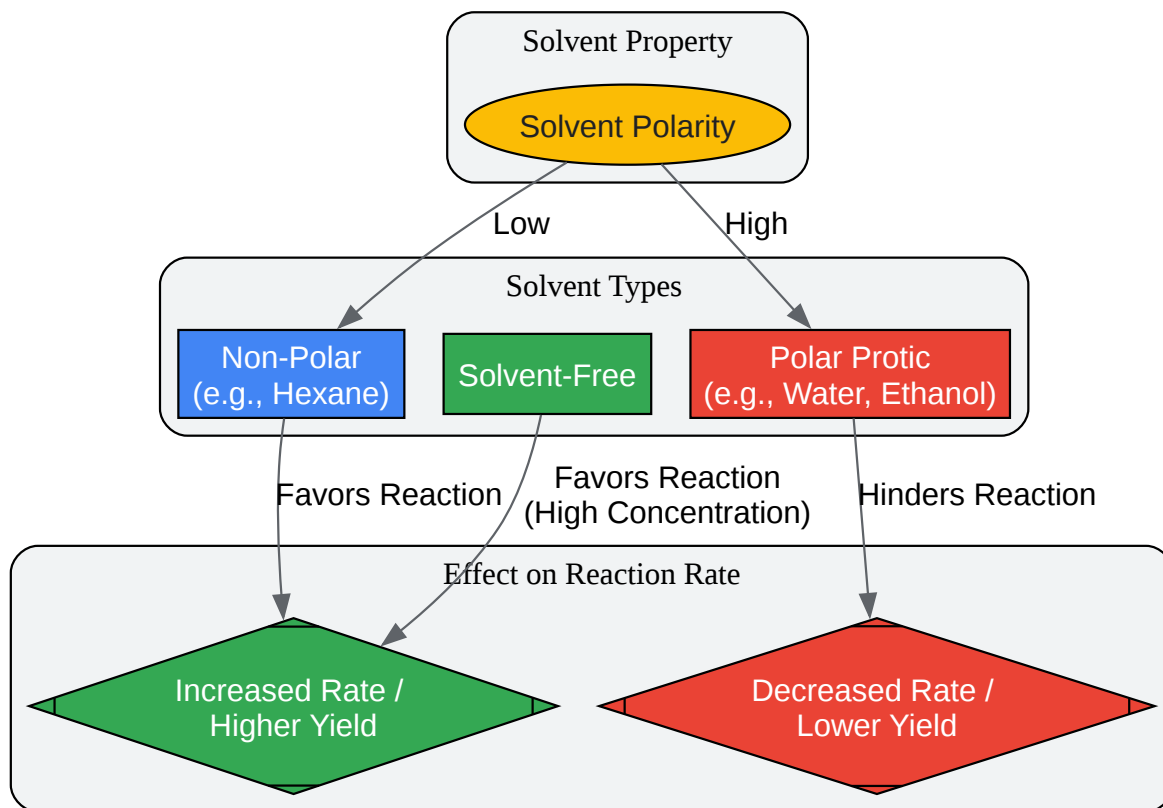 Solvent Property
Solvent Polarity
Low
High
Solvent Types
Non-Polar
(e.g., Hexane)
Solvent-Free
Polar Protic
(e.g., Water, Ethanol)
Favors Reaction
Favors Reaction
(High Concentration)
Hinders Reaction
Effect on Reaction Rate
Increased Rate /
Higher Yield
Decreased Rate /
Lower Yield